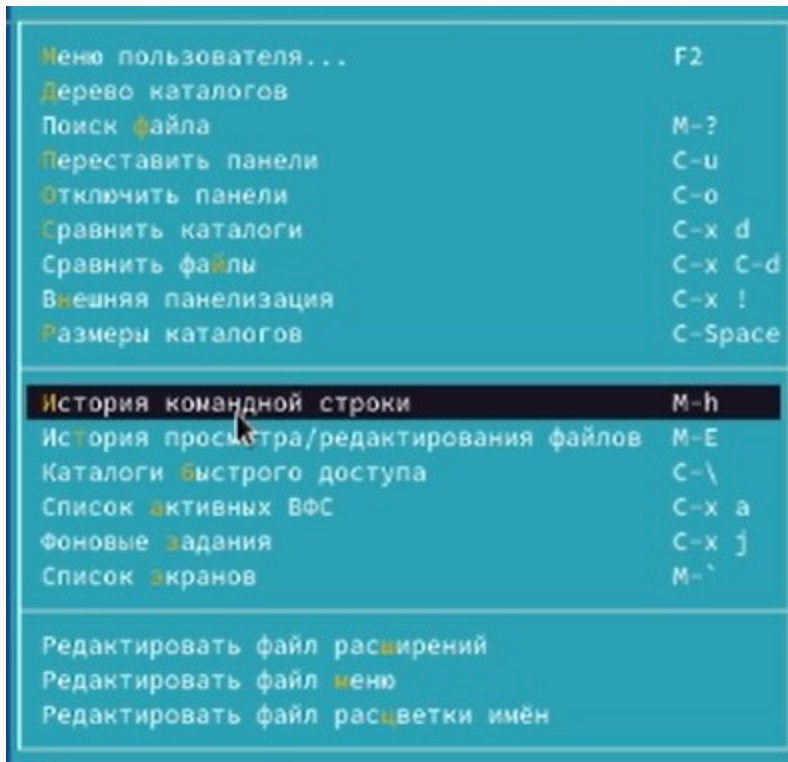 Меню пользователя... F2
Дерево каталогов
Поиск файла M-?
Переставить панели C-u
Отключить панели C-o
Сравнить каталоги C-x d
Сравнить файлы C-x C-d
Внешняя панелизация C-x !
Размеры каталогов C-Space
История командной строки M-h
История просмотра/редактирования файлов M-E
Каталоги быстрого доступа C-\
Список активных ВФС C-x a
Фоновые задания C-x j
Список экранов M-`
Редактировать файл расширений
Редактировать файл меню
Редактировать файл расцветки имён